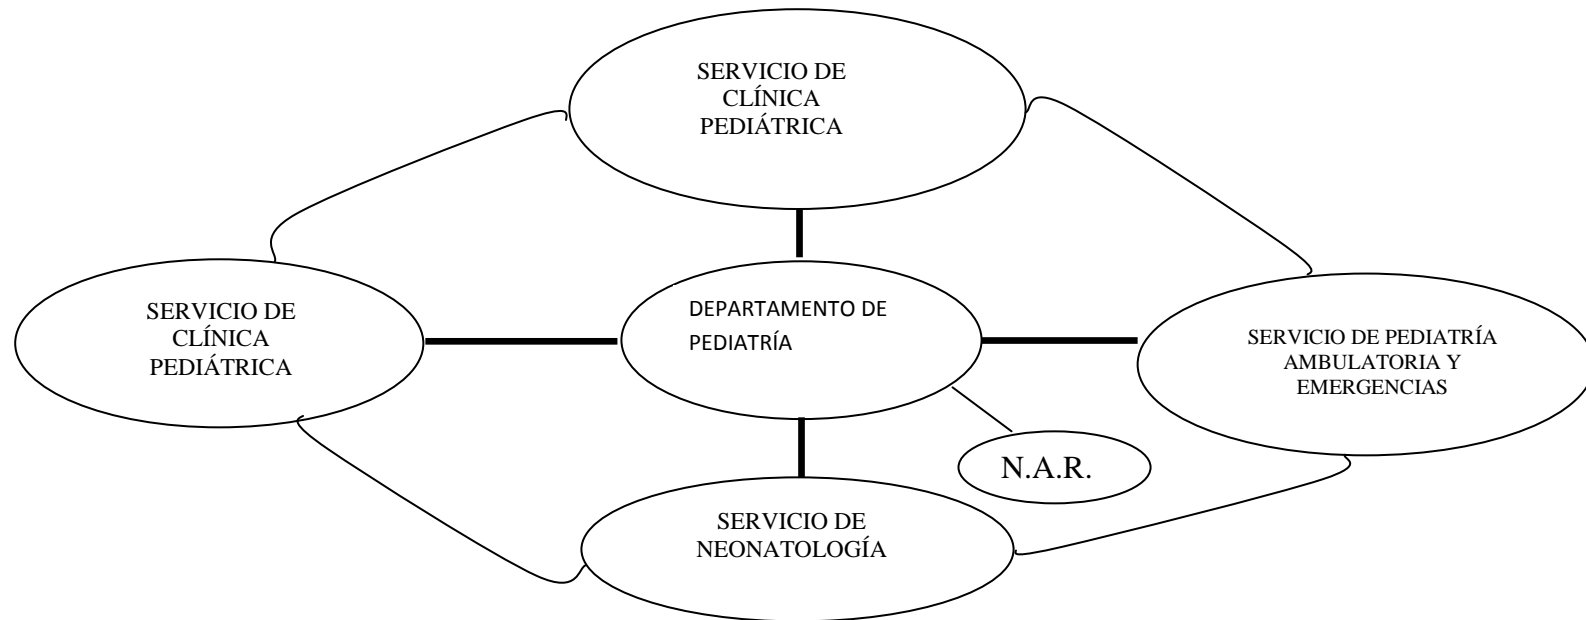 SERVICIO DE
CLÍNICA
PEDIÁTRICA
SERVICIO DE
CLÍNICA
PEDIÁTRICA
DEPARTAMENTO DE
PEDIATRÍA
SERVICIO DE PEDIATRÍA
AMBULATORIA Y
EMERGENCIAS
N.A.R.
SERVICIO DE
NEONATOLOGÍA